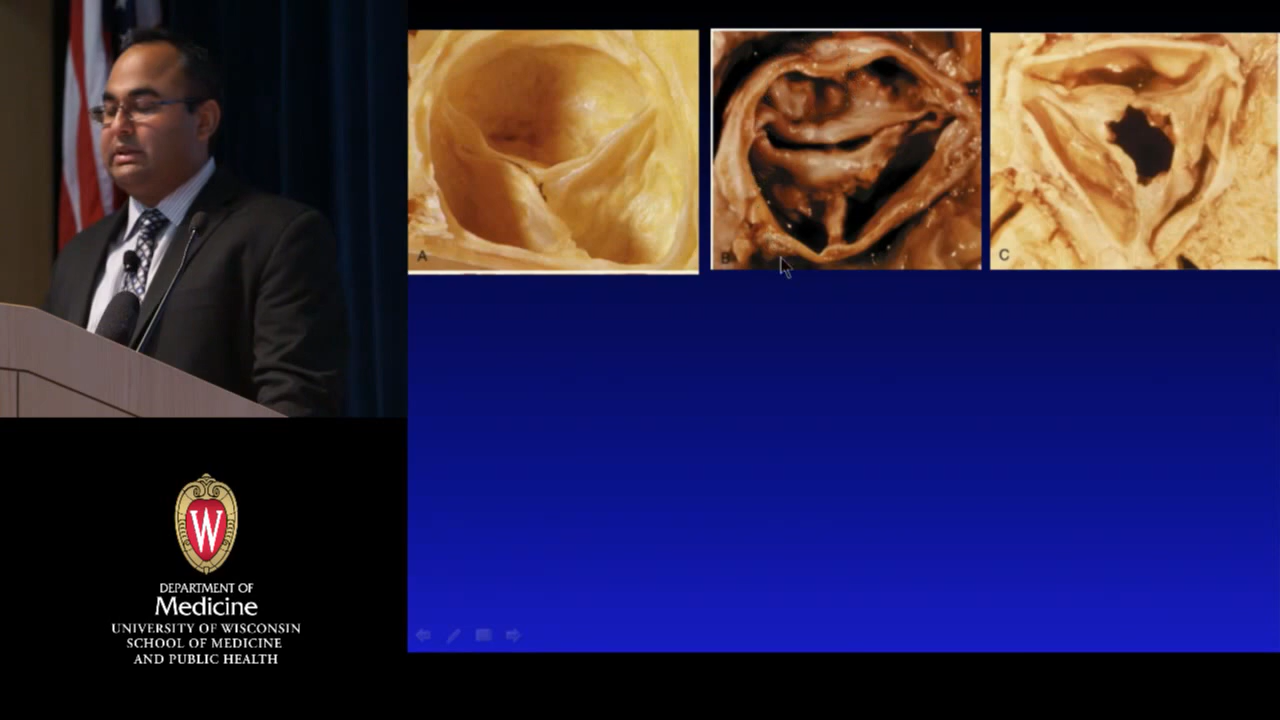 A
B
C
W
DEPARTMENT OF
Medicine
UNIVERSITY OF WISCONSIN
SCHOOL OF MEDICINE
AND PUBLIC HEALTH